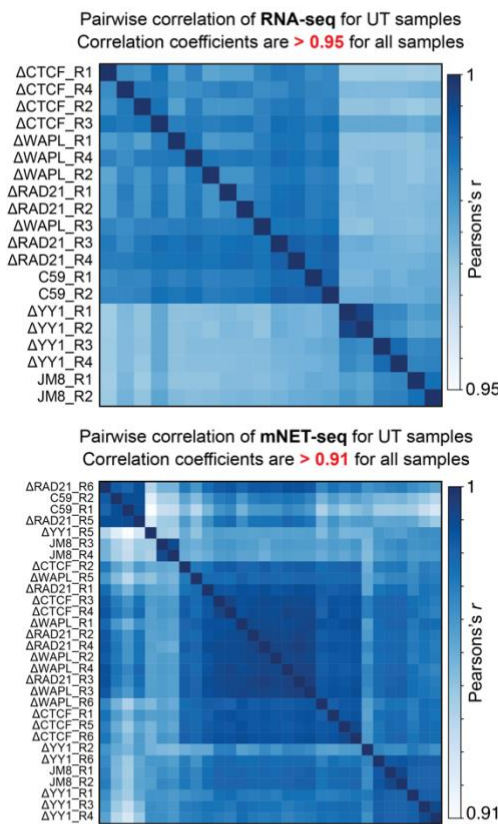 Pairwise correlation of RNA-seq for UT samples
Correlation coefficients are > 0.95 for all samples
ΔCTCF_R1
ΔCTCF_R4
ΔCTCF_R2
ΔCTCF_R3
ΔWAPL_R1
ΔWAPL_R4
ΔWAPL_R2
ΔRAD21_R1
ΔRAD21_R2
ΔWAPL_R3
ΔRAD21_R3
ΔRAD21_R4
C59_R1
C59_R2
ΔYY1_R1
ΔYY1_R2
ΔYY1_R3
ΔYY1_R4
JM8_R1
JM8_R2
1
Pearsons's r
0.95
Pairwise correlation of mNET-seq for UT samples
Correlation coefficients are > 0.91 for all samples
ΔRAD21_R6
C59_R2
C59_R1
ΔRAD21_R5
ΔYY1_R5
JM8_R3
JM8_R4
ΔCTCF_R2
ΔWAPL_R5
ΔRAD21_R1
ΔCTCF_R3
ΔCTCF_R4
ΔWAPL_R1
ΔRAD21_R2
ΔRAD21_R4
ΔWAPL_R2
ΔWAPL_R4
ΔRAD21_R3
ΔWAPL_R3
ΔWAPL_R6
ΔCTCF_R1
ΔCTCF_R5
ΔCTCF_R6
ΔYY1_R2
ΔYY1_R6
JM8_R1
JM8_R2
ΔYY1_R1
ΔYY1_R3
ΔYY1_R4
1
Pearsons's r
0.91